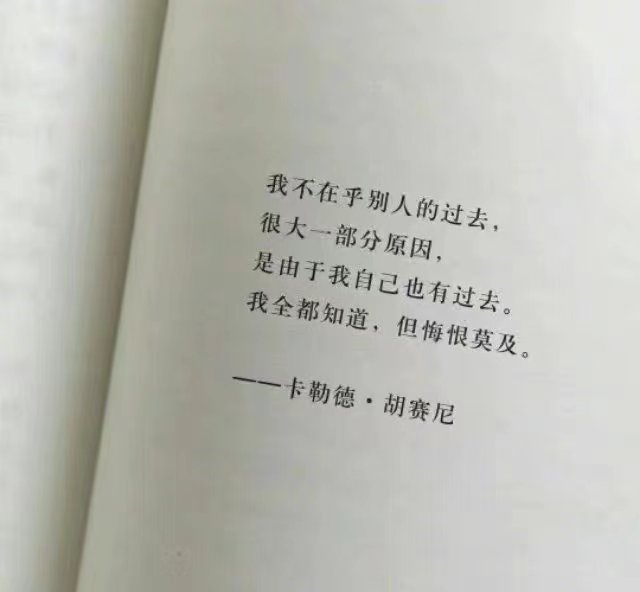 我不在乎别人的过去，
很大一部分原因，
是由于我自己也有过去。
我全都知道，但悔恨莫及。
——卡勒德·胡赛尼